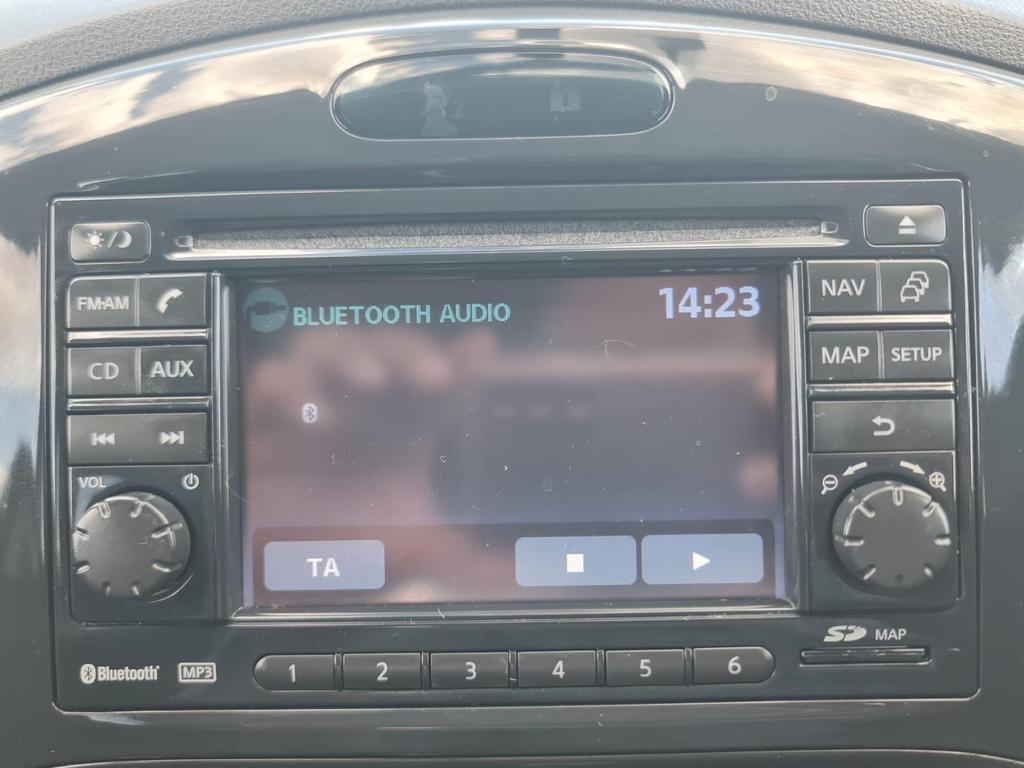 FM·AM
CD
AUX
VOL
BLUETOOTH AUDIO
14:23
TA
NAV
MAP
SETUP
Bluetooth
MP3
1 2 3 4 5 6
SD MAP